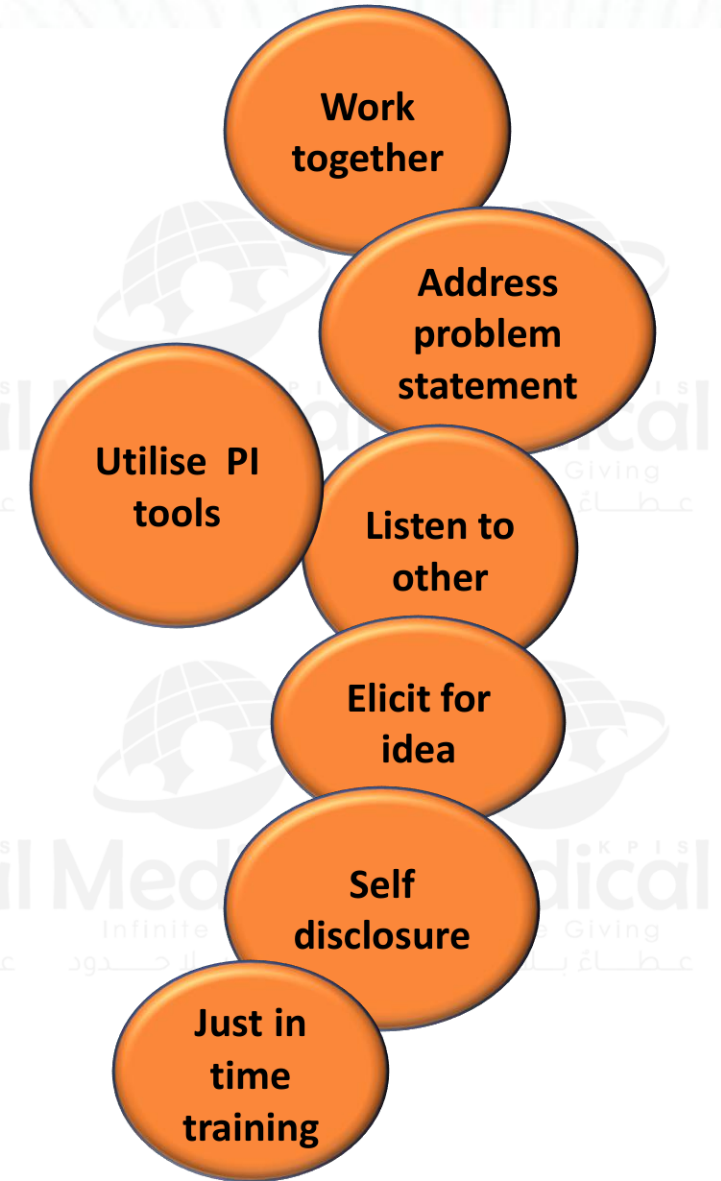 Work
together
Address
problem
statement
Utilise  PI
tools
Listen to
other
Elicit for
idea
Self
disclosure
Just in
time
training